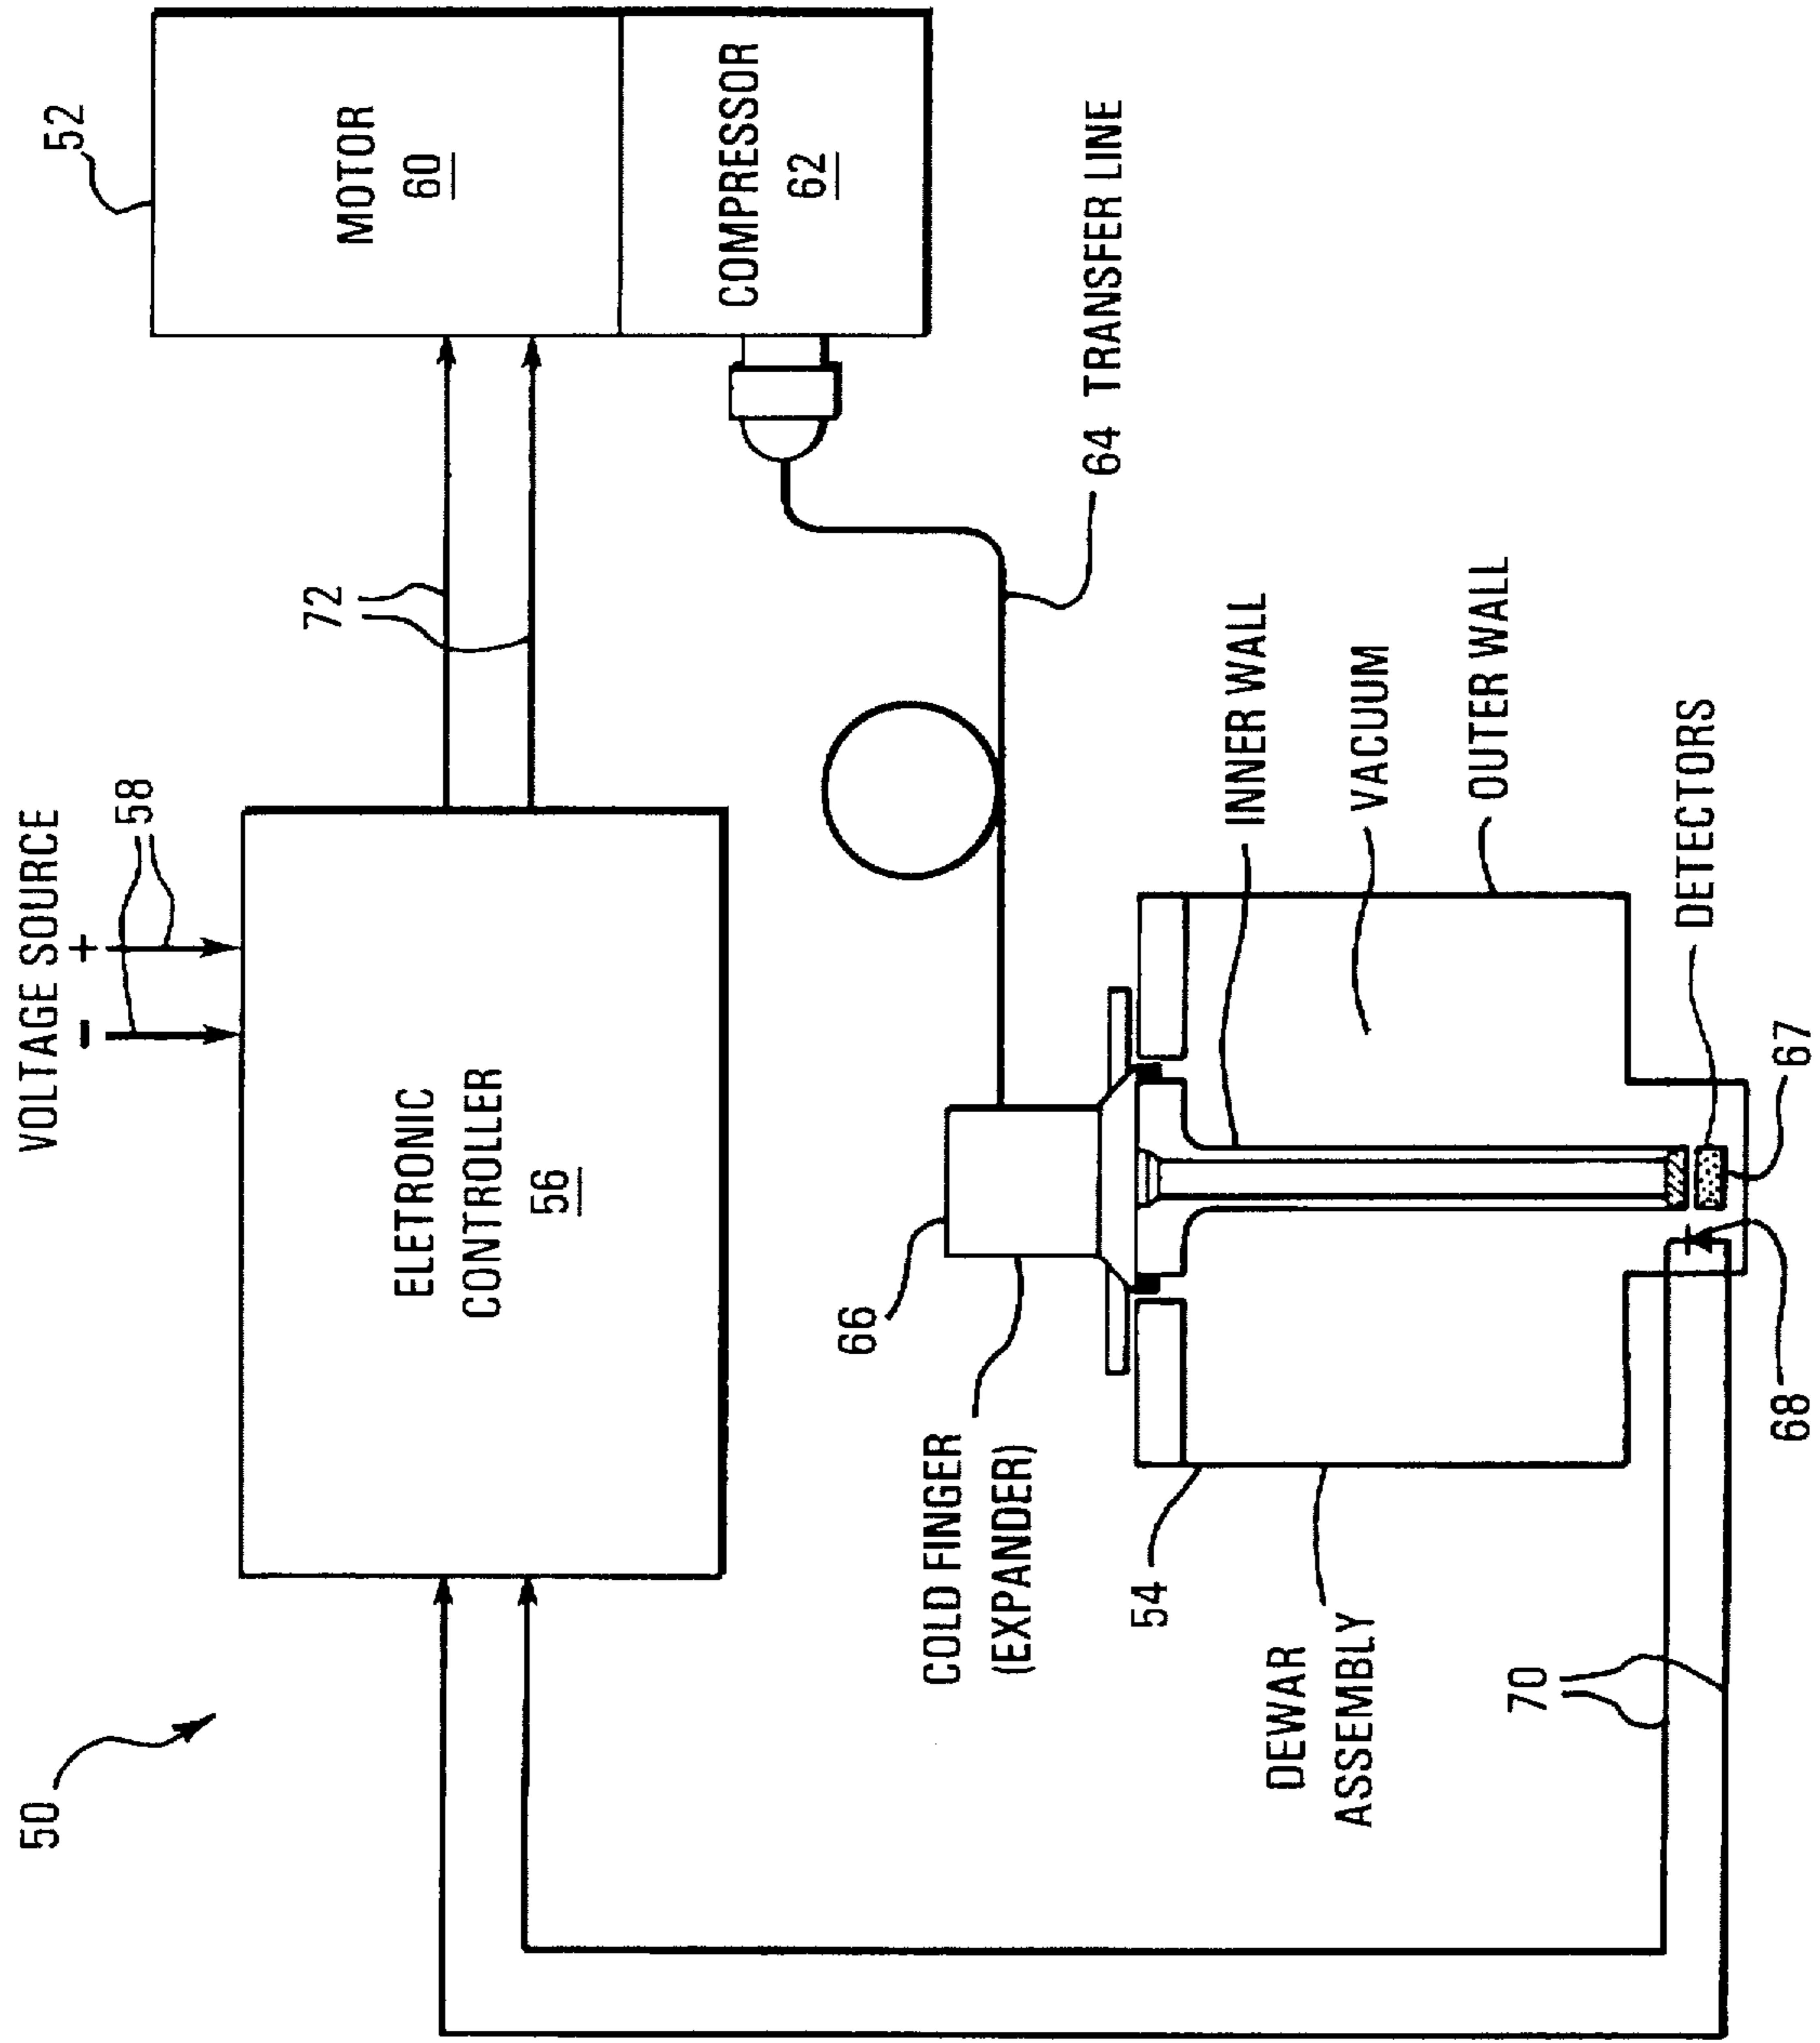 50
VOLTAGE SOURCE
- +
58
52
ELETRONIC
CONTROLLER
56
72
MOTOR
60
COMPRESSOR
62
64 TRANSFER LINE
66
COLD FINGER
(EXPANDER)
54
DEWAR
ASSEMBLY
INNER WALL
VACUUM
OUTER WALL
DETECTORS
70
68
67